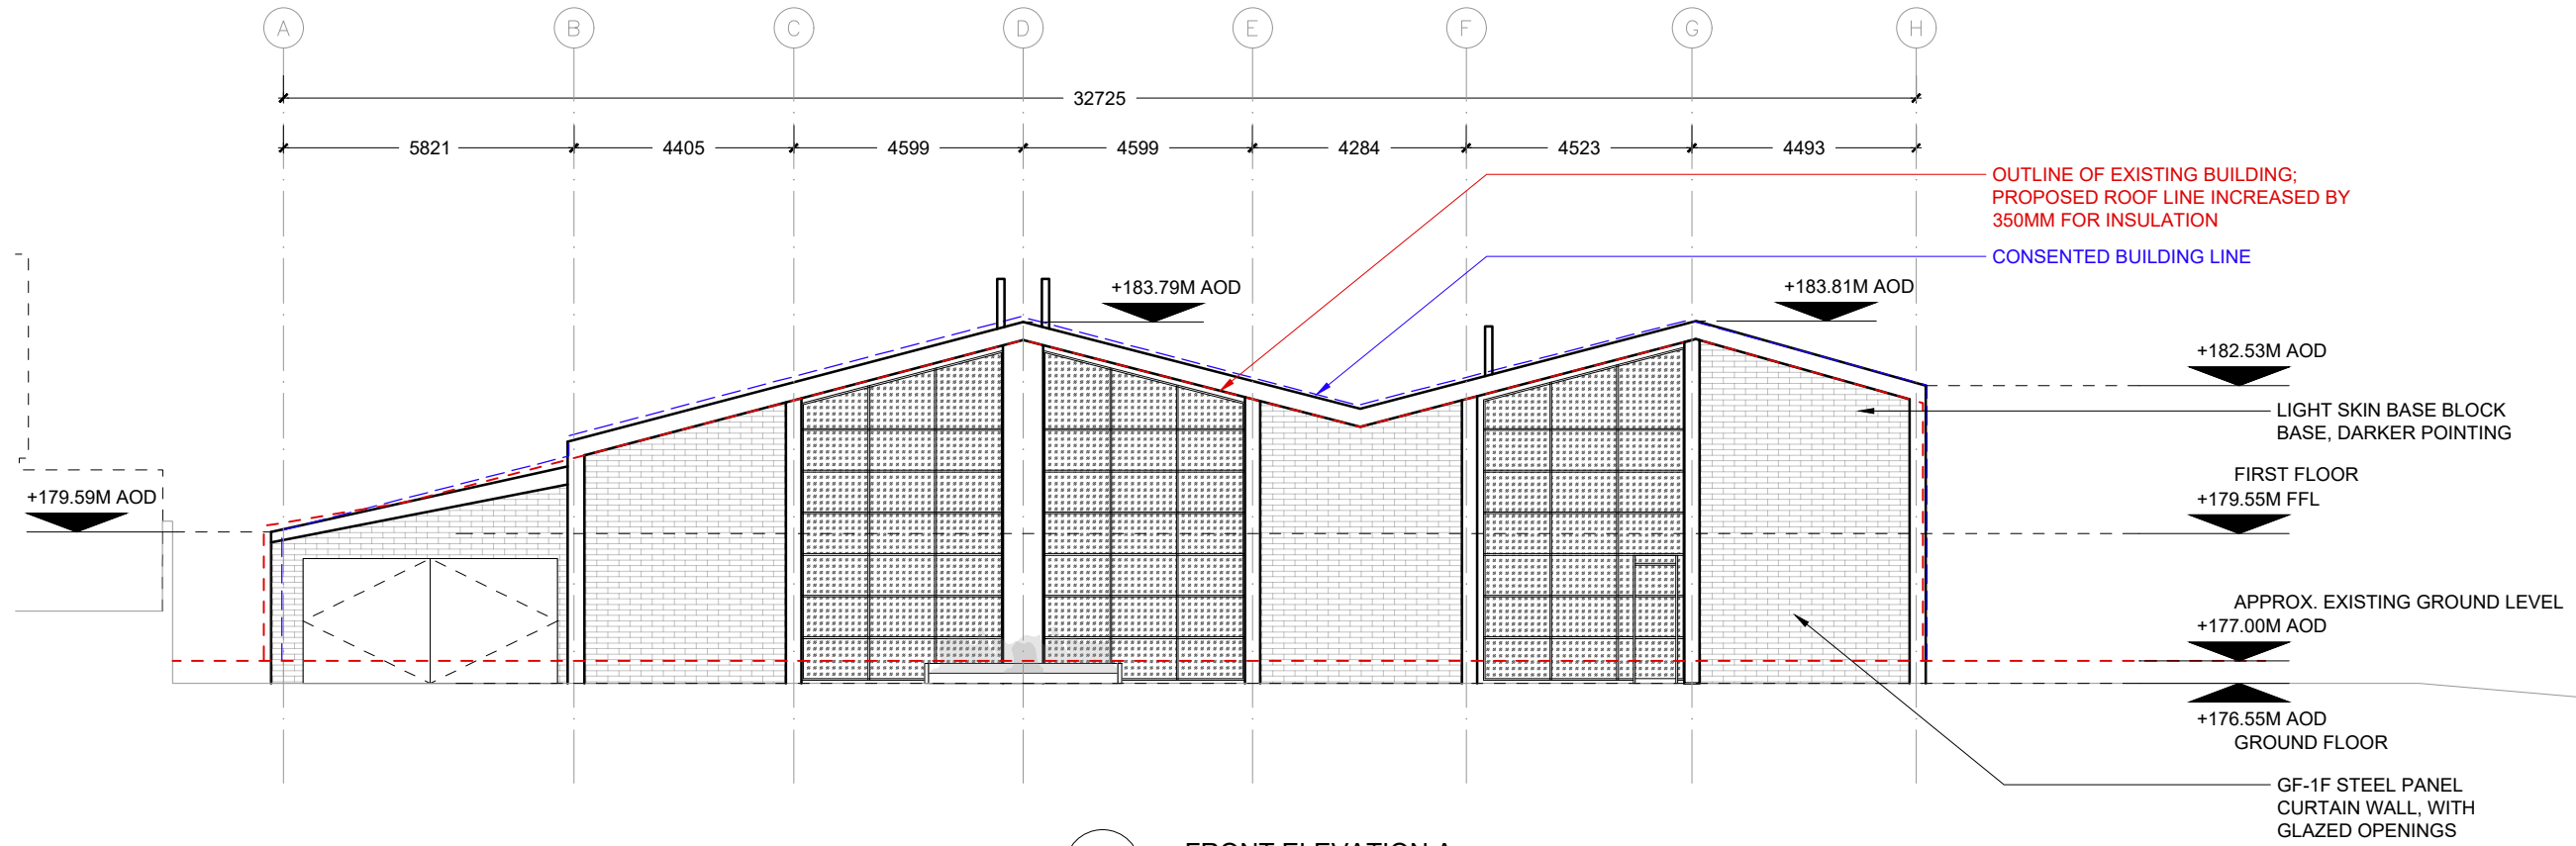 A B C D E F G H
32725
5821 4405 4599 4599 4284 4523 4493
OUTLINE OF EXISTING BUILDING;
PROPOSED ROOF LINE INCREASED BY
350MM FOR INSULATION
CONSENTED BUILDING LINE
+183.79M AOD
+183.81M AOD
+182.53M AOD
LIGHT SKIN BASE BLOCK
BASE, DARKER POINTING
FIRST FLOOR
+179.55M FFL
+179.59M AOD
APPROX. EXISTING GROUND LEVEL
+177.00M AOD
+176.55M AOD
GROUND FLOOR
GF-1F STEEL PANEL
CURTAIN WALL, WITH
GLAZED OPENINGS
FRONT ELEVATION A